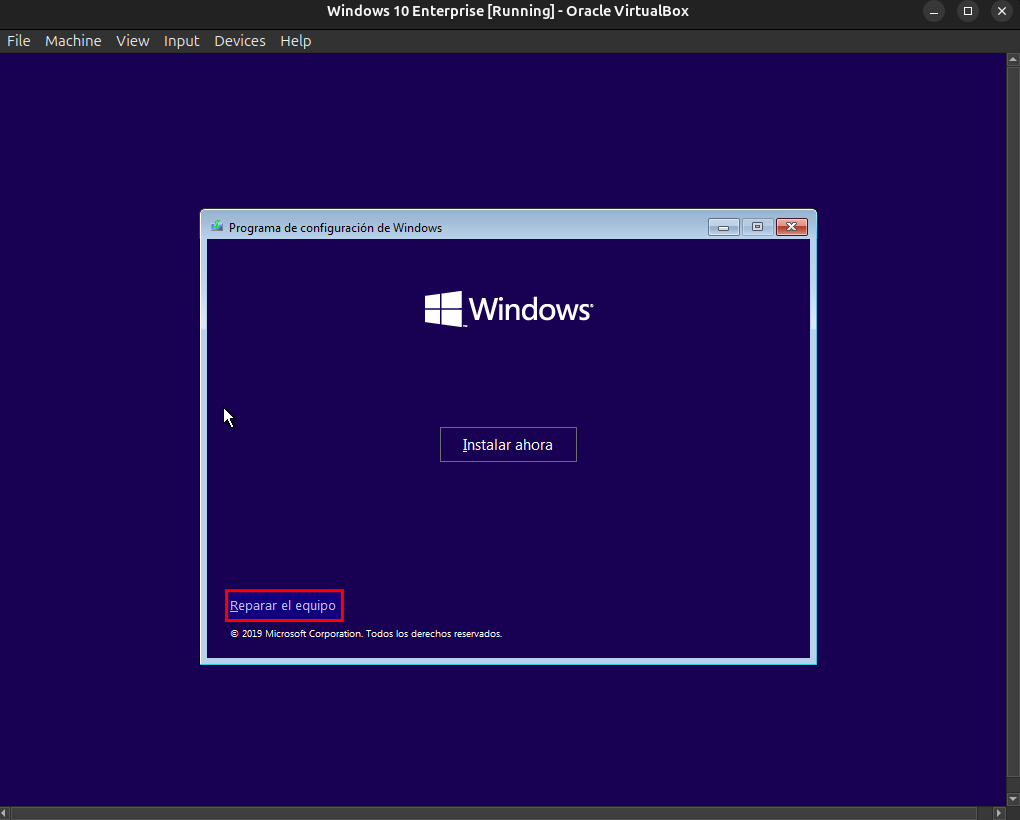 Windows 10 Enterprise [Running] - Oracle VirtualBox
File Machine View Input Devices Help
Programa de configuración de Windows
Windows
Instalar ahora
Reparar el equipo
© 2019 Microsoft Corporation. Todos los derechos reservados.